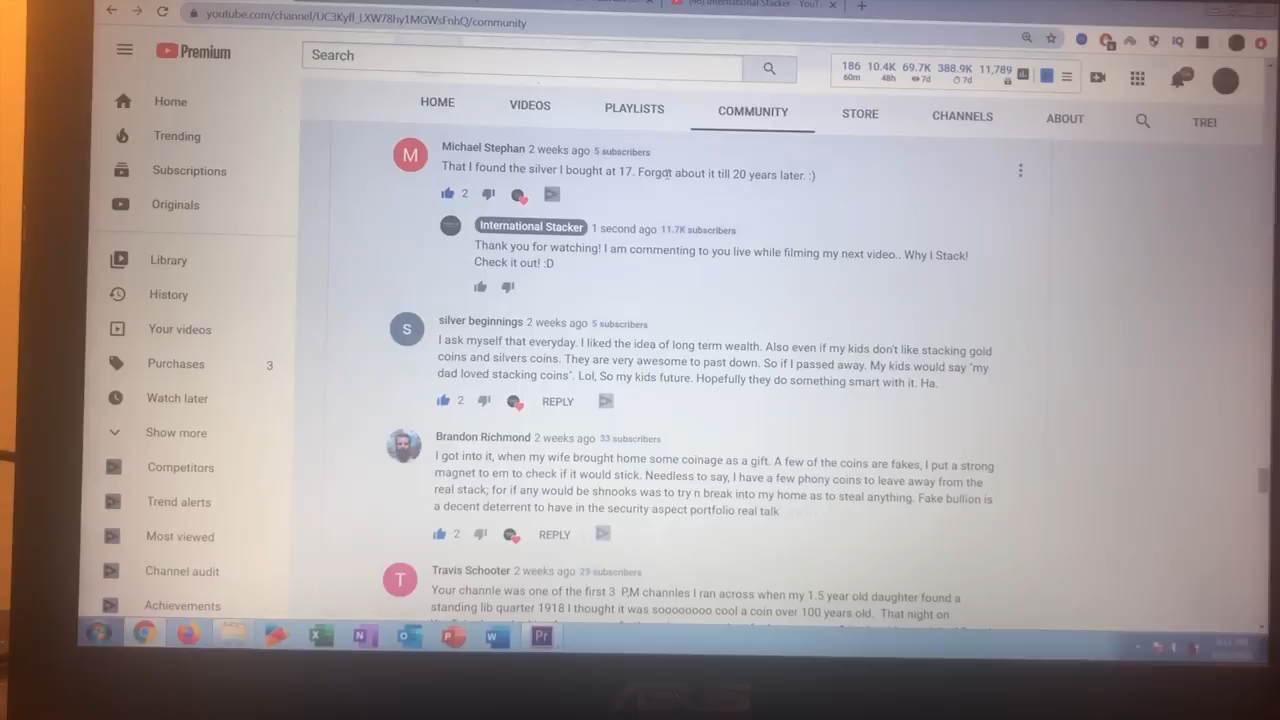 International Stacker - YouT
youtube.com/channel/UC3Kyfl_LXW78hy1MGWsFnhQ/community
Premium
Search
186 10.4K 69.7K 388.9K 11,789
60m 48h 7d 7d
HOME VIDEOS PLAYLISTS COMMUNITY STORE CHANNELS ABOUT TREI
Home
Trending
Subscriptions
Originals
Library
History
Your videos
Purchases 3
Watch later
Show more
Competitors
Trend alerts
Most viewed
Channel audit
Achievements
M
Michael Stephan 2 weeks ago 5 subscribers
That I found the silver I bought at 17. Forgot about it till 20 years later. :)
2
International Stacker 1 second ago 11.7K subscribers
Thank you for watching! I am commenting to you live while filming my next video.. Why I Stack!
Check it out! :D
S
silver beginnings 2 weeks ago 5 subscribers
I ask myself that everyday. I liked the idea of long term wealth. Also even if my kids don't like stacking gold
coins and silvers coins. They are very awesome to past down. So if I passed away. My kids would say "my
dad loved stacking coins". Lol, So my kids future. Hopefully they do something smart with it. Ha.
2 REPLY
Brandon Richmond 2 weeks ago 33 subscribers
I got into it, when my wife brought home some coinage as a gift. A few of the coins are fakes, I put a strong
magnet to em to check if it would stick. Needless to say, I have a few phony coins to leave away from the
real stack; for if any would be shnooks was to try n break into my home as to steal anything. Fake bullion is
a decent deterrent to have in the security aspect portfolio real talk
2 REPLY
T
Travis Schooter 2 weeks ago 29 subscribers
Your channle was one of the first 3 P,M channles I ran across when my 1.5 year old daughter found a
standing lib quarter 1918 I thought it was soooooooo cool a coin over 100 years old. That night on
X N O P W Pr
ASUS